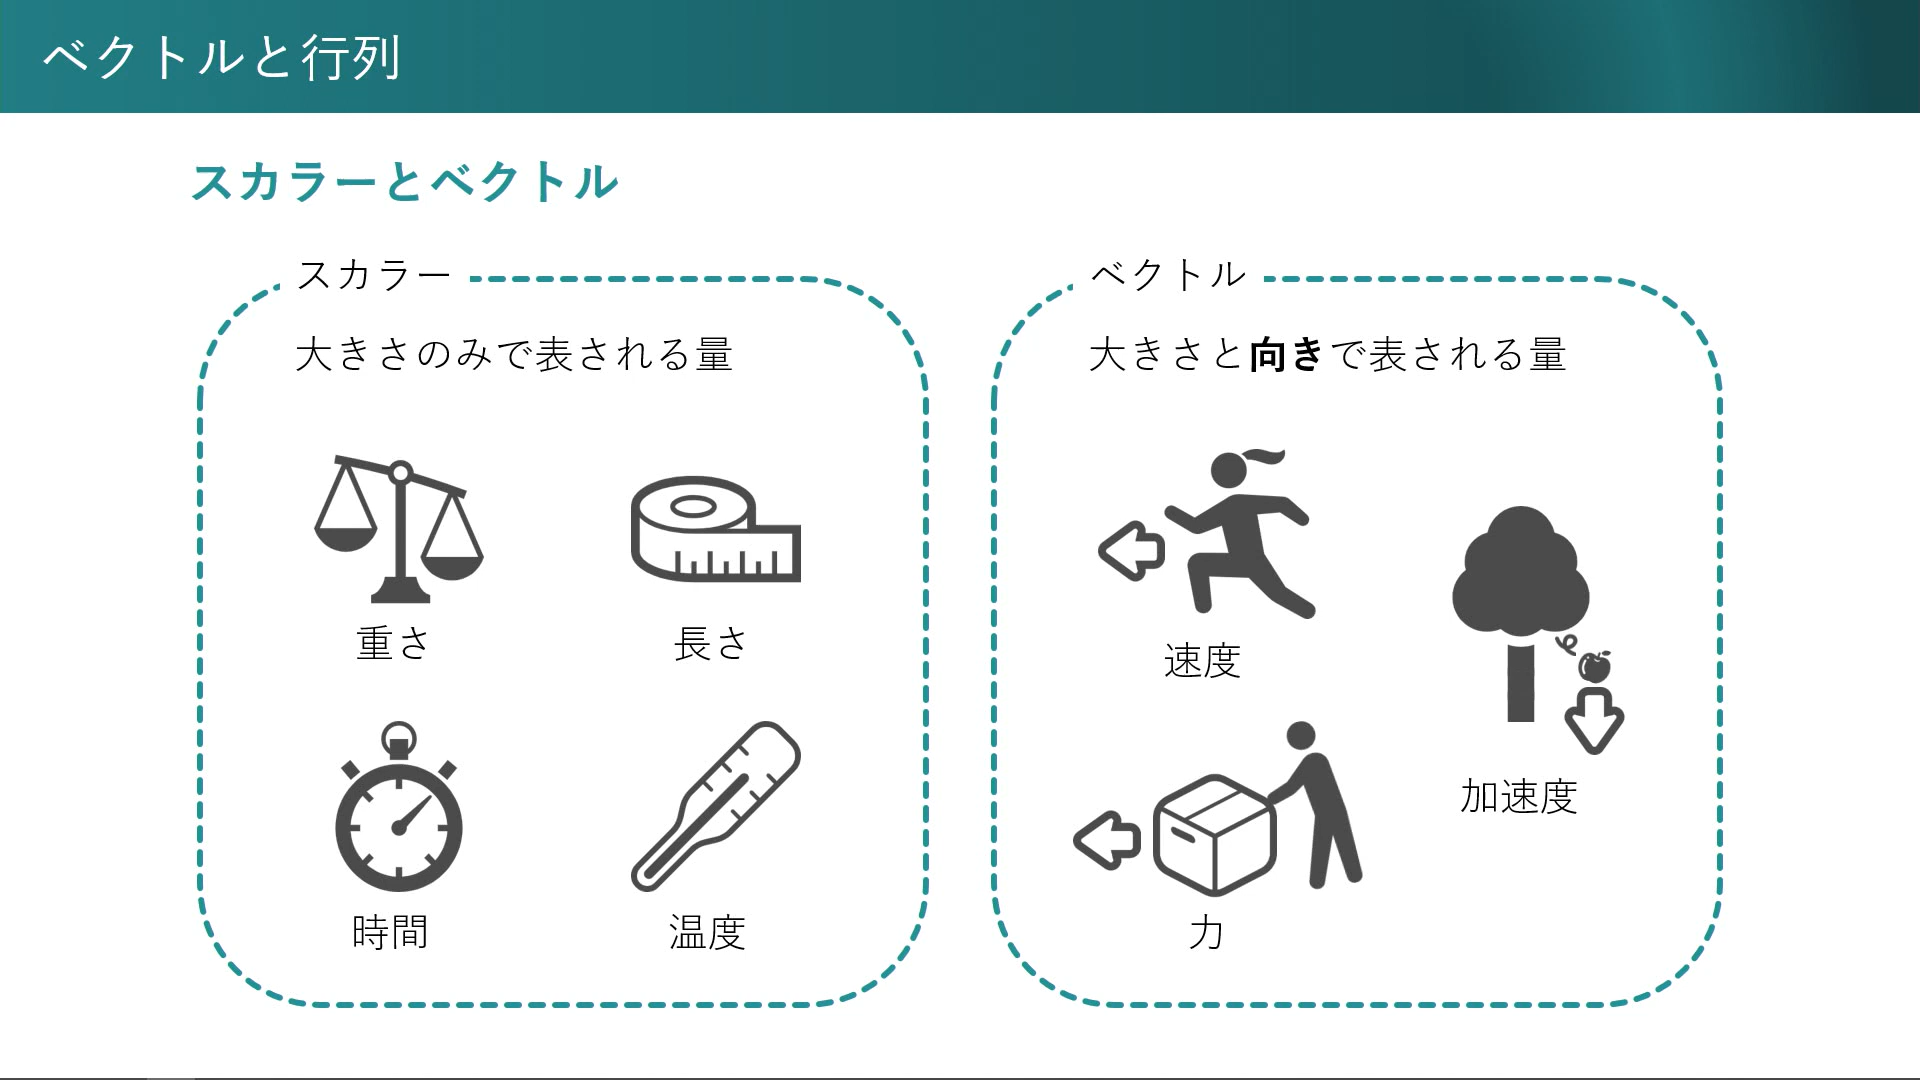 ベクトルと行列
スカラーとベクトル
スカラー
大きさのみで表される量
重さ
長さ
時間
温度
ベクトル
大きさと向きで表される量
速度
加速度
力